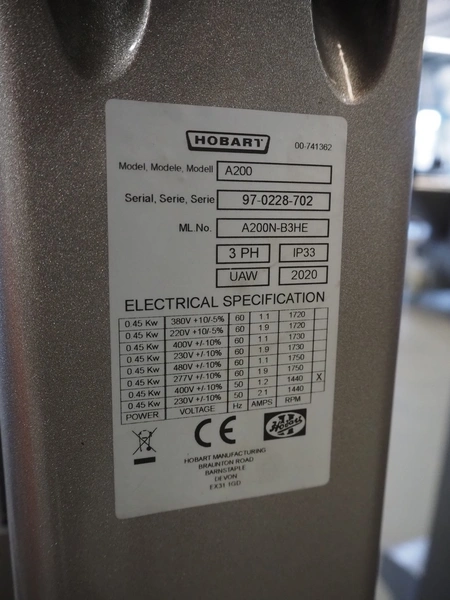 HOBART
00-741362
Model, Modele, Modell A200
Serial, Serie, Serie 97-0228-702
ML.No. A200N-B3HE
3 PH IP33
UAW 2020
ELECTRICAL SPECIFICATION
0.45 Kw 380V +10/-5% 60 1.1 1720
0.45 Kw 220V +10/-5% 60 1.9 1720
0.45 Kw 400V +/-10% 60 1.1 1730
0.45 Kw 230V +/-10% 60 1.9 1730
0.45 Kw 480V +/-10% 60 1.1 1750
0.45 Kw 277V +/-10% 60 1.9 1750
0.45 Kw 400V +/-10% 50 1.2 1440 X
0.45 Kw 230V +/-10% 50 2.1 1440
POWER VOLTAGE Hz AMPS RPM
CE
Hobart
HOBART MANUFACTURING
BRAUNTON ROAD
BARNSTAPLE
DEVON
EX31 1GD